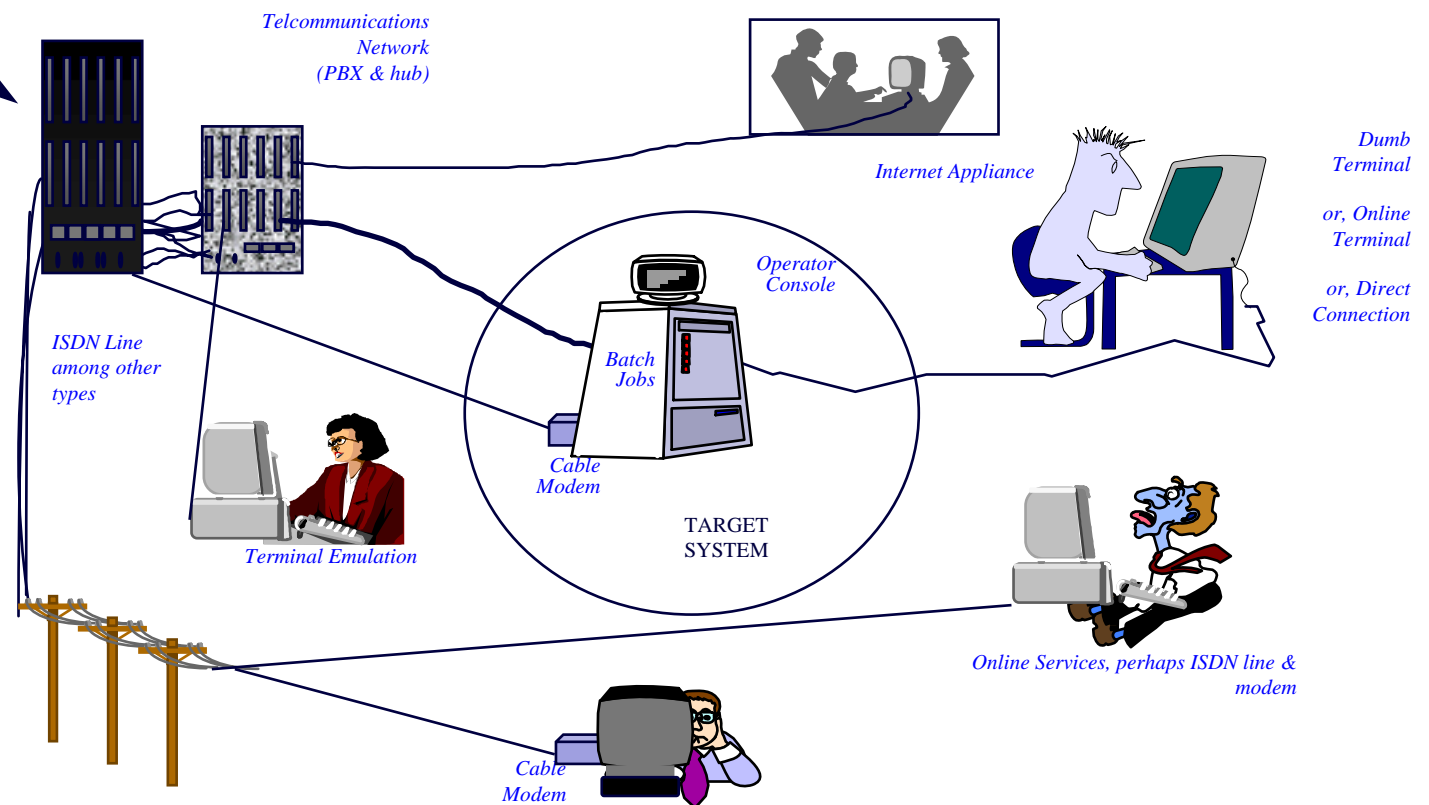 Telcommunications
Network
(PBX & hub)
Internet Appliance
Dumb
Terminal
or, Online
Terminal
or, Direct
Connection
Operator
Console
ISDN Line
among other
types
Batch
Jobs
Cable
Modem
TARGET
SYSTEM
Terminal Emulation
Online Services, perhaps ISDN line &
modem
Cable
Modem